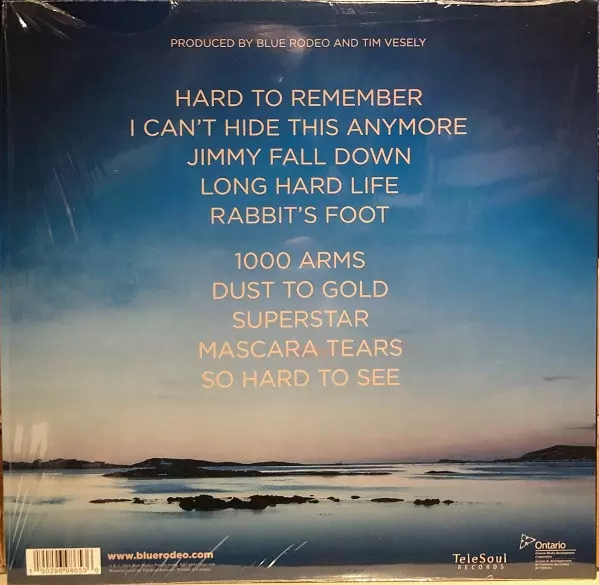 PRODUCED BY BLUE RODEO AND TIM VESELY
HARD TO REMEMBER
I CAN'T HIDE THIS ANYMORE
JIMMY FALL DOWN
LONG HARD LIFE
RABBIT'S FOOT
1000 ARMS
DUST TO GOLD
SUPERSTAR
MASCARA TEARS
SO HARD TO SEE
www.bluerodeo.com
TeleSoul
RECORDS
Ontario